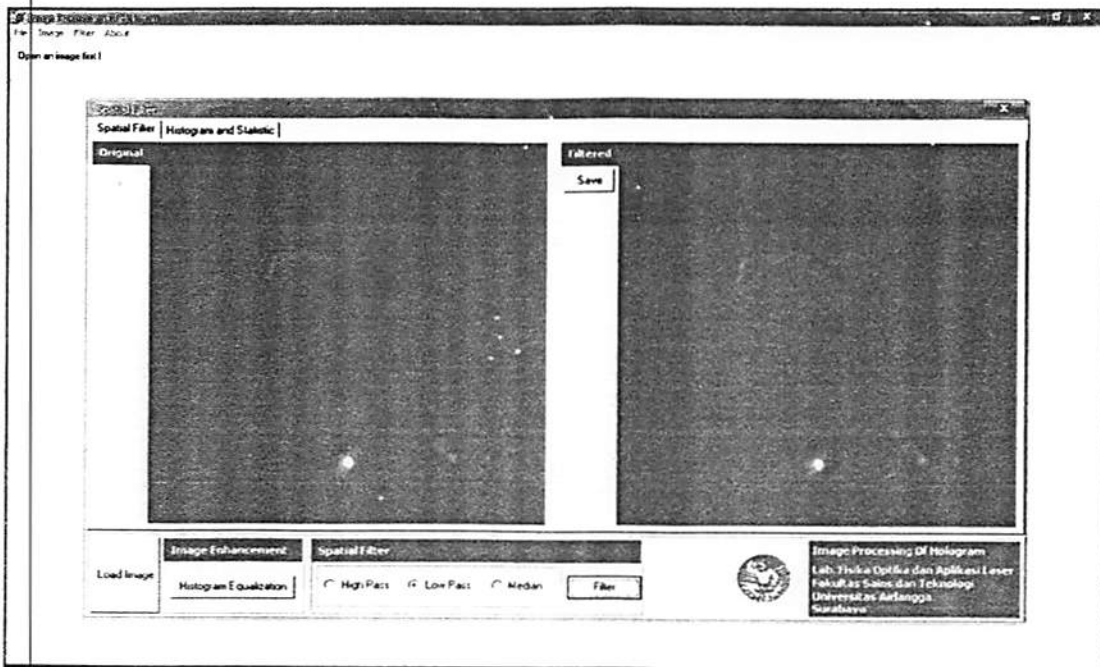 File Image Filter About
Open an image first !
Spatial Filter
Spatial Filter Histogram and Statistic
Original
Filtered
Save
Load Image
Image Enhancement
Histogram Equalization
Spatial Filter
High Pass Low Pass Median Filter
Image Processing Of Hologram
Lab. Fisika Optika dan Aplikasi Laser
Fakultas Sains dan Teknologi
Universitas Airlangga
Surabaya